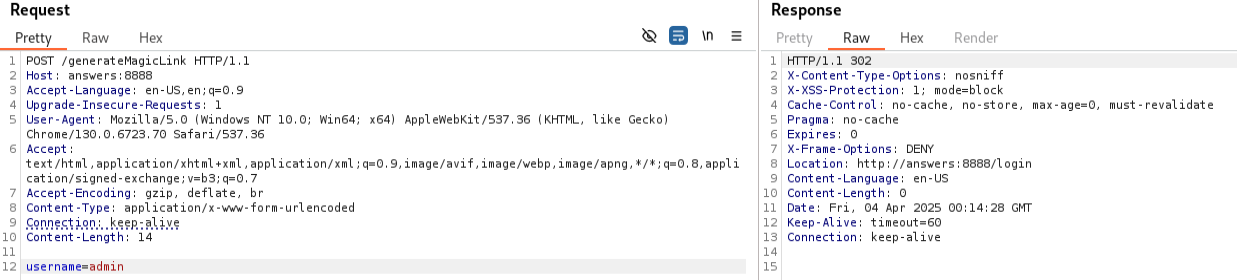 Request
Pretty Raw Hex \n
1 POST /generateMagicLink HTTP/1.1
2 Host: answers:8888
3 Accept-Language: en-US,en;q=0.9
4 Upgrade-Insecure-Requests: 1
5 User-Agent: Mozilla/5.0 (Windows NT 10.0; Win64; x64) AppleWebKit/537.36 (KHTML, like Gecko)
Chrome/130.0.6723.70 Safari/537.36
6 Accept:
text/html,application/xhtml+xml,application/xml;q=0.9,image/avif,image/webp,image/apng,*/*;q=0.8,appli
cation/signed-exchange;v=b3;q=0.7
7 Accept-Encoding: gzip, deflate, br
8 Content-Type: application/x-www-form-urlencoded
9 Connection: keep-alive
10 Content-Length: 14
11
12 username=admin
Response
Pretty Raw Hex Render
1 HTTP/1.1 302
2 X-Content-Type-Options: nosniff
3 X-XSS-Protection: 1; mode=block
4 Cache-Control: no-cache, no-store, max-age=0, must-revalidate
5 Pragma: no-cache
6 Expires: 0
7 X-Frame-Options: DENY
8 Location: http://answers:8888/login
9 Content-Language: en-US
10 Content-Length: 0
11 Date: Fri, 04 Apr 2025 00:14:28 GMT
12 Keep-Alive: timeout=60
13 Connection: keep-alive
14
15